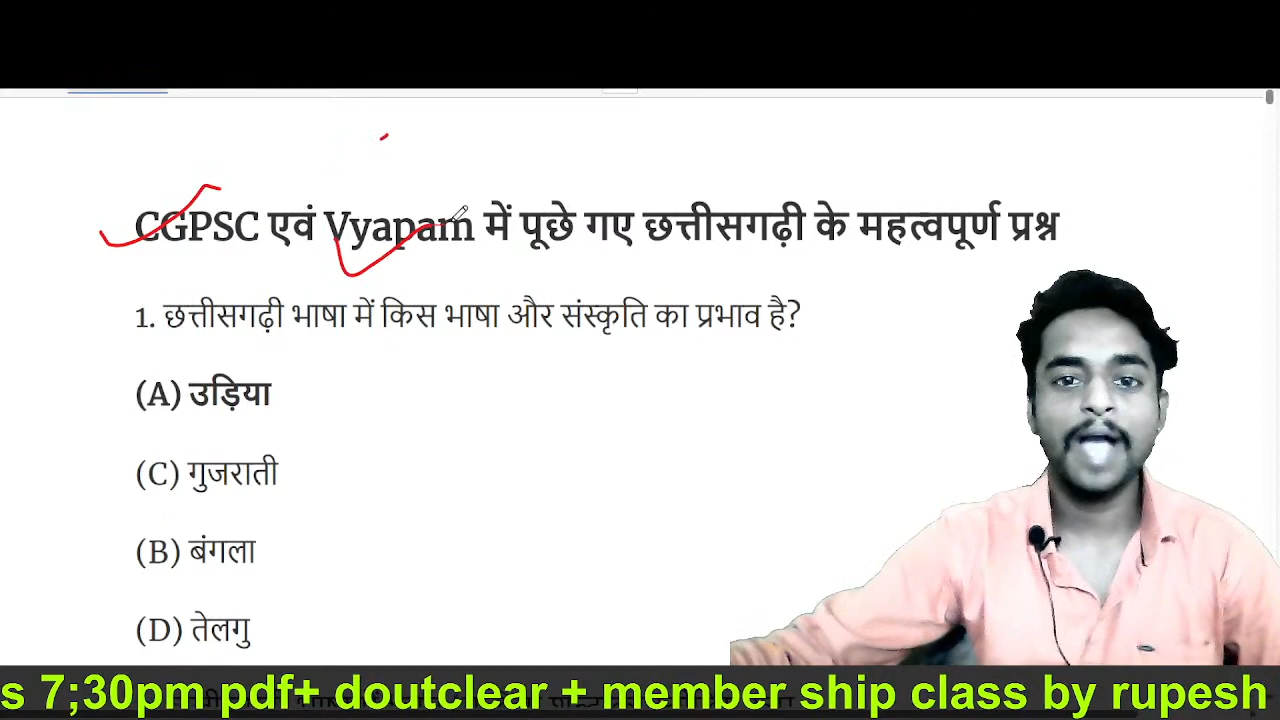 CGPSC एवं Vyapam में पूछे गए छत्तीसगढ़ी के महत्वपूर्ण प्रश्न
1. छत्तीसगढ़ी भाषा में किस भाषा और संस्कृति का प्रभाव है?
(A) उड़िया
(C) गुजराती
(B) बंगला
(D) तेलगु
s 7;30pm pdf+ doutclear + member ship class by rupesh